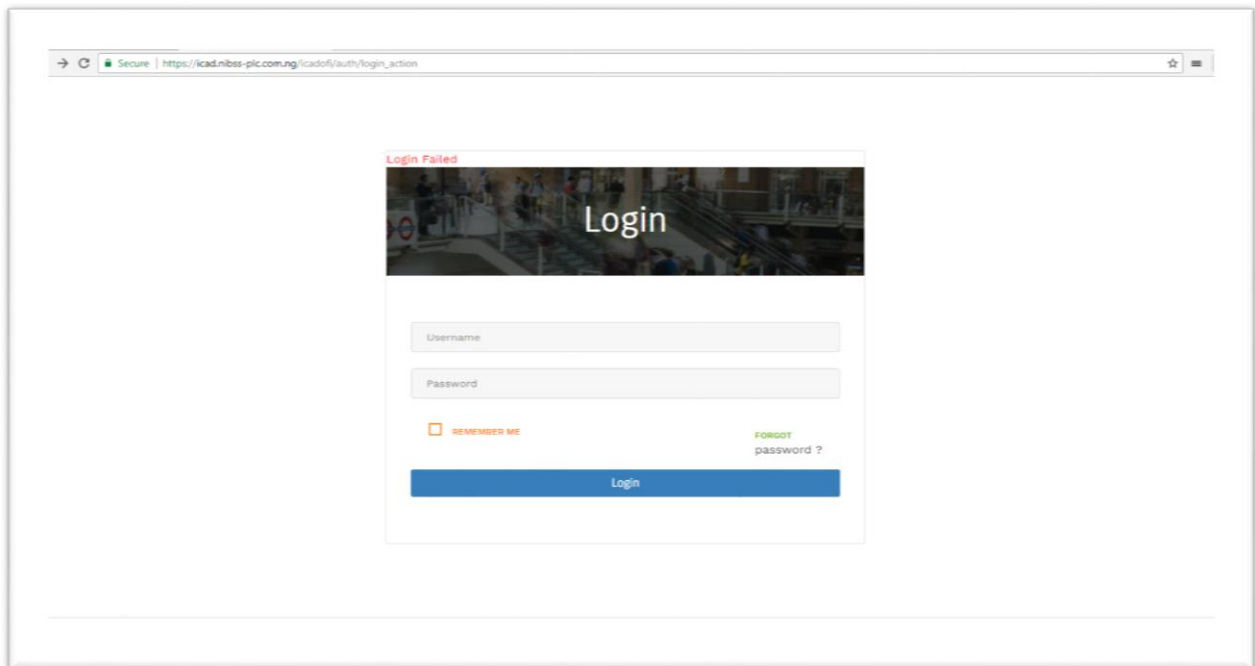 Secure | https://icad.nibss-plc.com.ng/icadofi/auth/login_action
Login Failed
Login
Username
Password
REMEMBER ME
FORGOT
password ?
Login